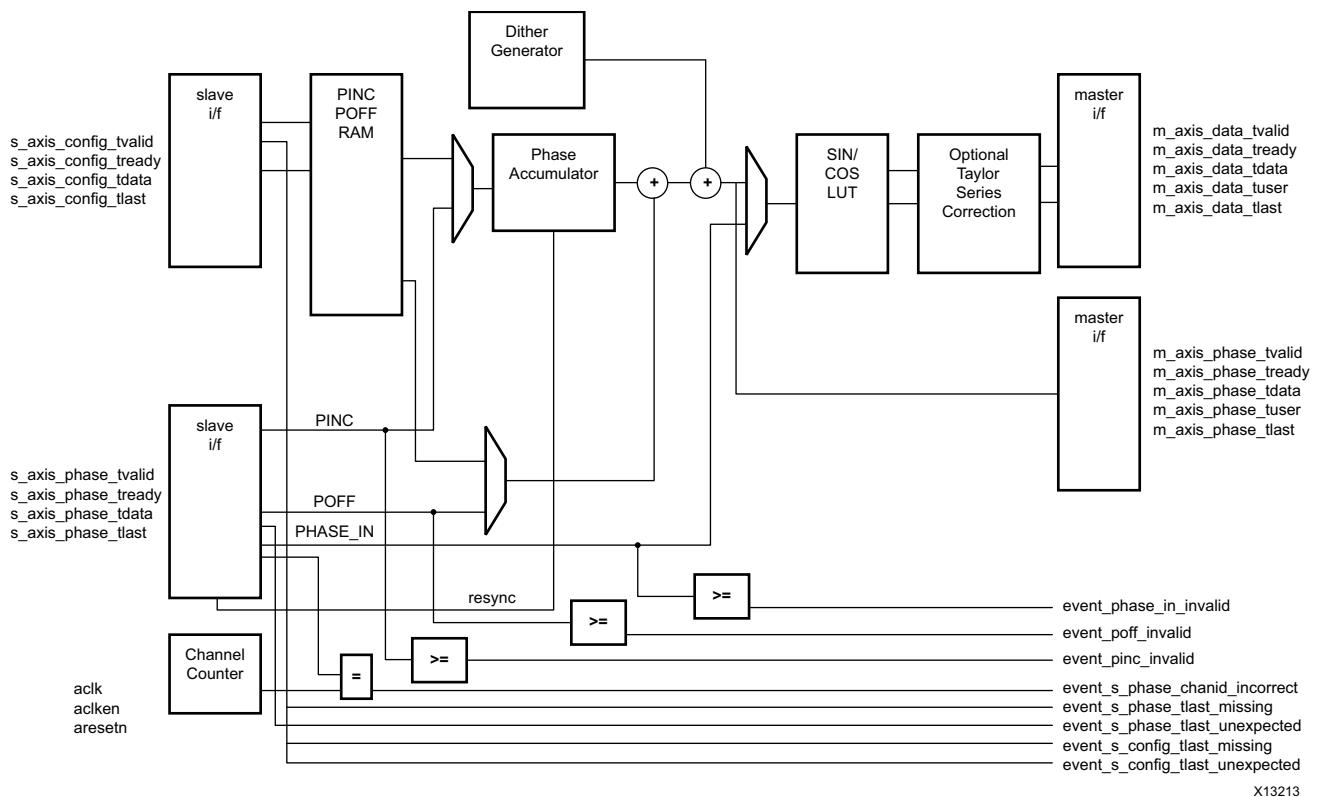 Dither
Generator
slave
i/f
PINC
POFF
RAM
s_axis_config_tvalid
s_axis_config_tready
s_axis_config_tdata
s_axis_config_tlast
Phase
Accumulator
+
+
SIN/
COS
LUT
Optional
Taylor
Series
Correction
master
i/f
m_axis_data_tvalid
m_axis_data_tready
m_axis_data_tdata
m_axis_data_tuser
m_axis_data_tlast
master
i/f
m_axis_phase_tvalid
m_axis_phase_tready
m_axis_phase_tdata
m_axis_phase_tuser
m_axis_phase_tlast
slave
i/f
s_axis_phase_tvalid
s_axis_phase_tready
s_axis_phase_tdata
s_axis_phase_tlast
PINC
POFF
PHASE_IN
resync
>=
>=
>=
=
Channel
Counter
aclk
aclken
aresetn
event_phase_in_invalid
event_poff_invalid
event_pinc_invalid
event_s_phase_chanid_incorrect
event_s_phase_tlast_missing
event_s_phase_tlast_unexpected
event_s_config_tlast_missing
event_s_config_tlast_unexpected
X13213